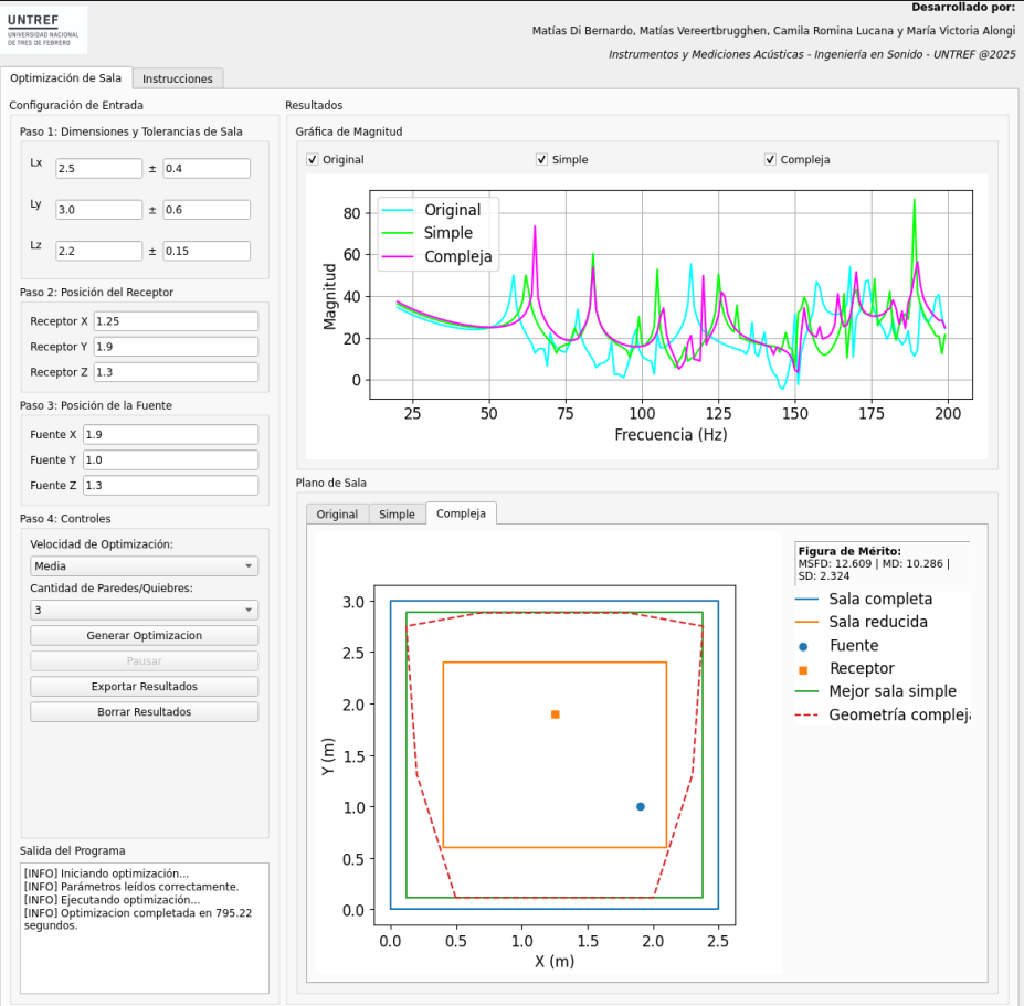 UNTREF
UNIVERSIDAD NACIONAL
DE TRES DE FEBRERO
Desarrollado por:
Matías Di Bernardo, Matías Vereertbrugghen, Camila Romina Lucana y María Victoria Alongi
Instrumentos y Mediciones Acústicas - Ingeniería en Sonido - UNTREF @2025
Optimización de Sala
Instrucciones
Configuración de Entrada
Paso 1: Dimensiones y Tolerancias de Sala
Lx 2.5 ± 0.4
Ly 3.0 ± 0.6
Lz 2.2 ± 0.15
Paso 2: Posición del Receptor
Receptor X 1.25
Receptor Y 1.9
Receptor Z 1.3
Paso 3: Posición de la Fuente
Fuente X 1.9
Fuente Y 1.0
Fuente Z 1.3
Paso 4: Controles
Velocidad de Optimización:
Media
Cantidad de Paredes/Quiebres:
3
Generar Optimizacion
Pausar
Exportar Resultados
Borrar Resultados
Salida del Programa
[INFO] Iniciando optimización...
[INFO] Parámetros leídos correctamente.
[INFO] Ejecutando optimización...
[INFO] Optimizacion completada en 795.22
segundos.
Resultados
Gráfica de Magnitud
Original
Simple
Compleja
Original
Simple
Compleja
Magnitud
80
60
40
20
0
25 50 75 100 125 150 175 200
Frecuencia (Hz)
Plano de Sala
Original
Simple
Compleja
Y (m)
3.0
2.5
2.0
1.5
1.0
0.5
0.0
0.0 0.5 1.0 1.5 2.0 2.5
X (m)
Figura de Mérito:
MSFD: 12.609 | MD: 10.286 |
SD: 2.324
Sala completa
Sala reducida
Fuente
Receptor
Mejor sala simple
Geometría compleja